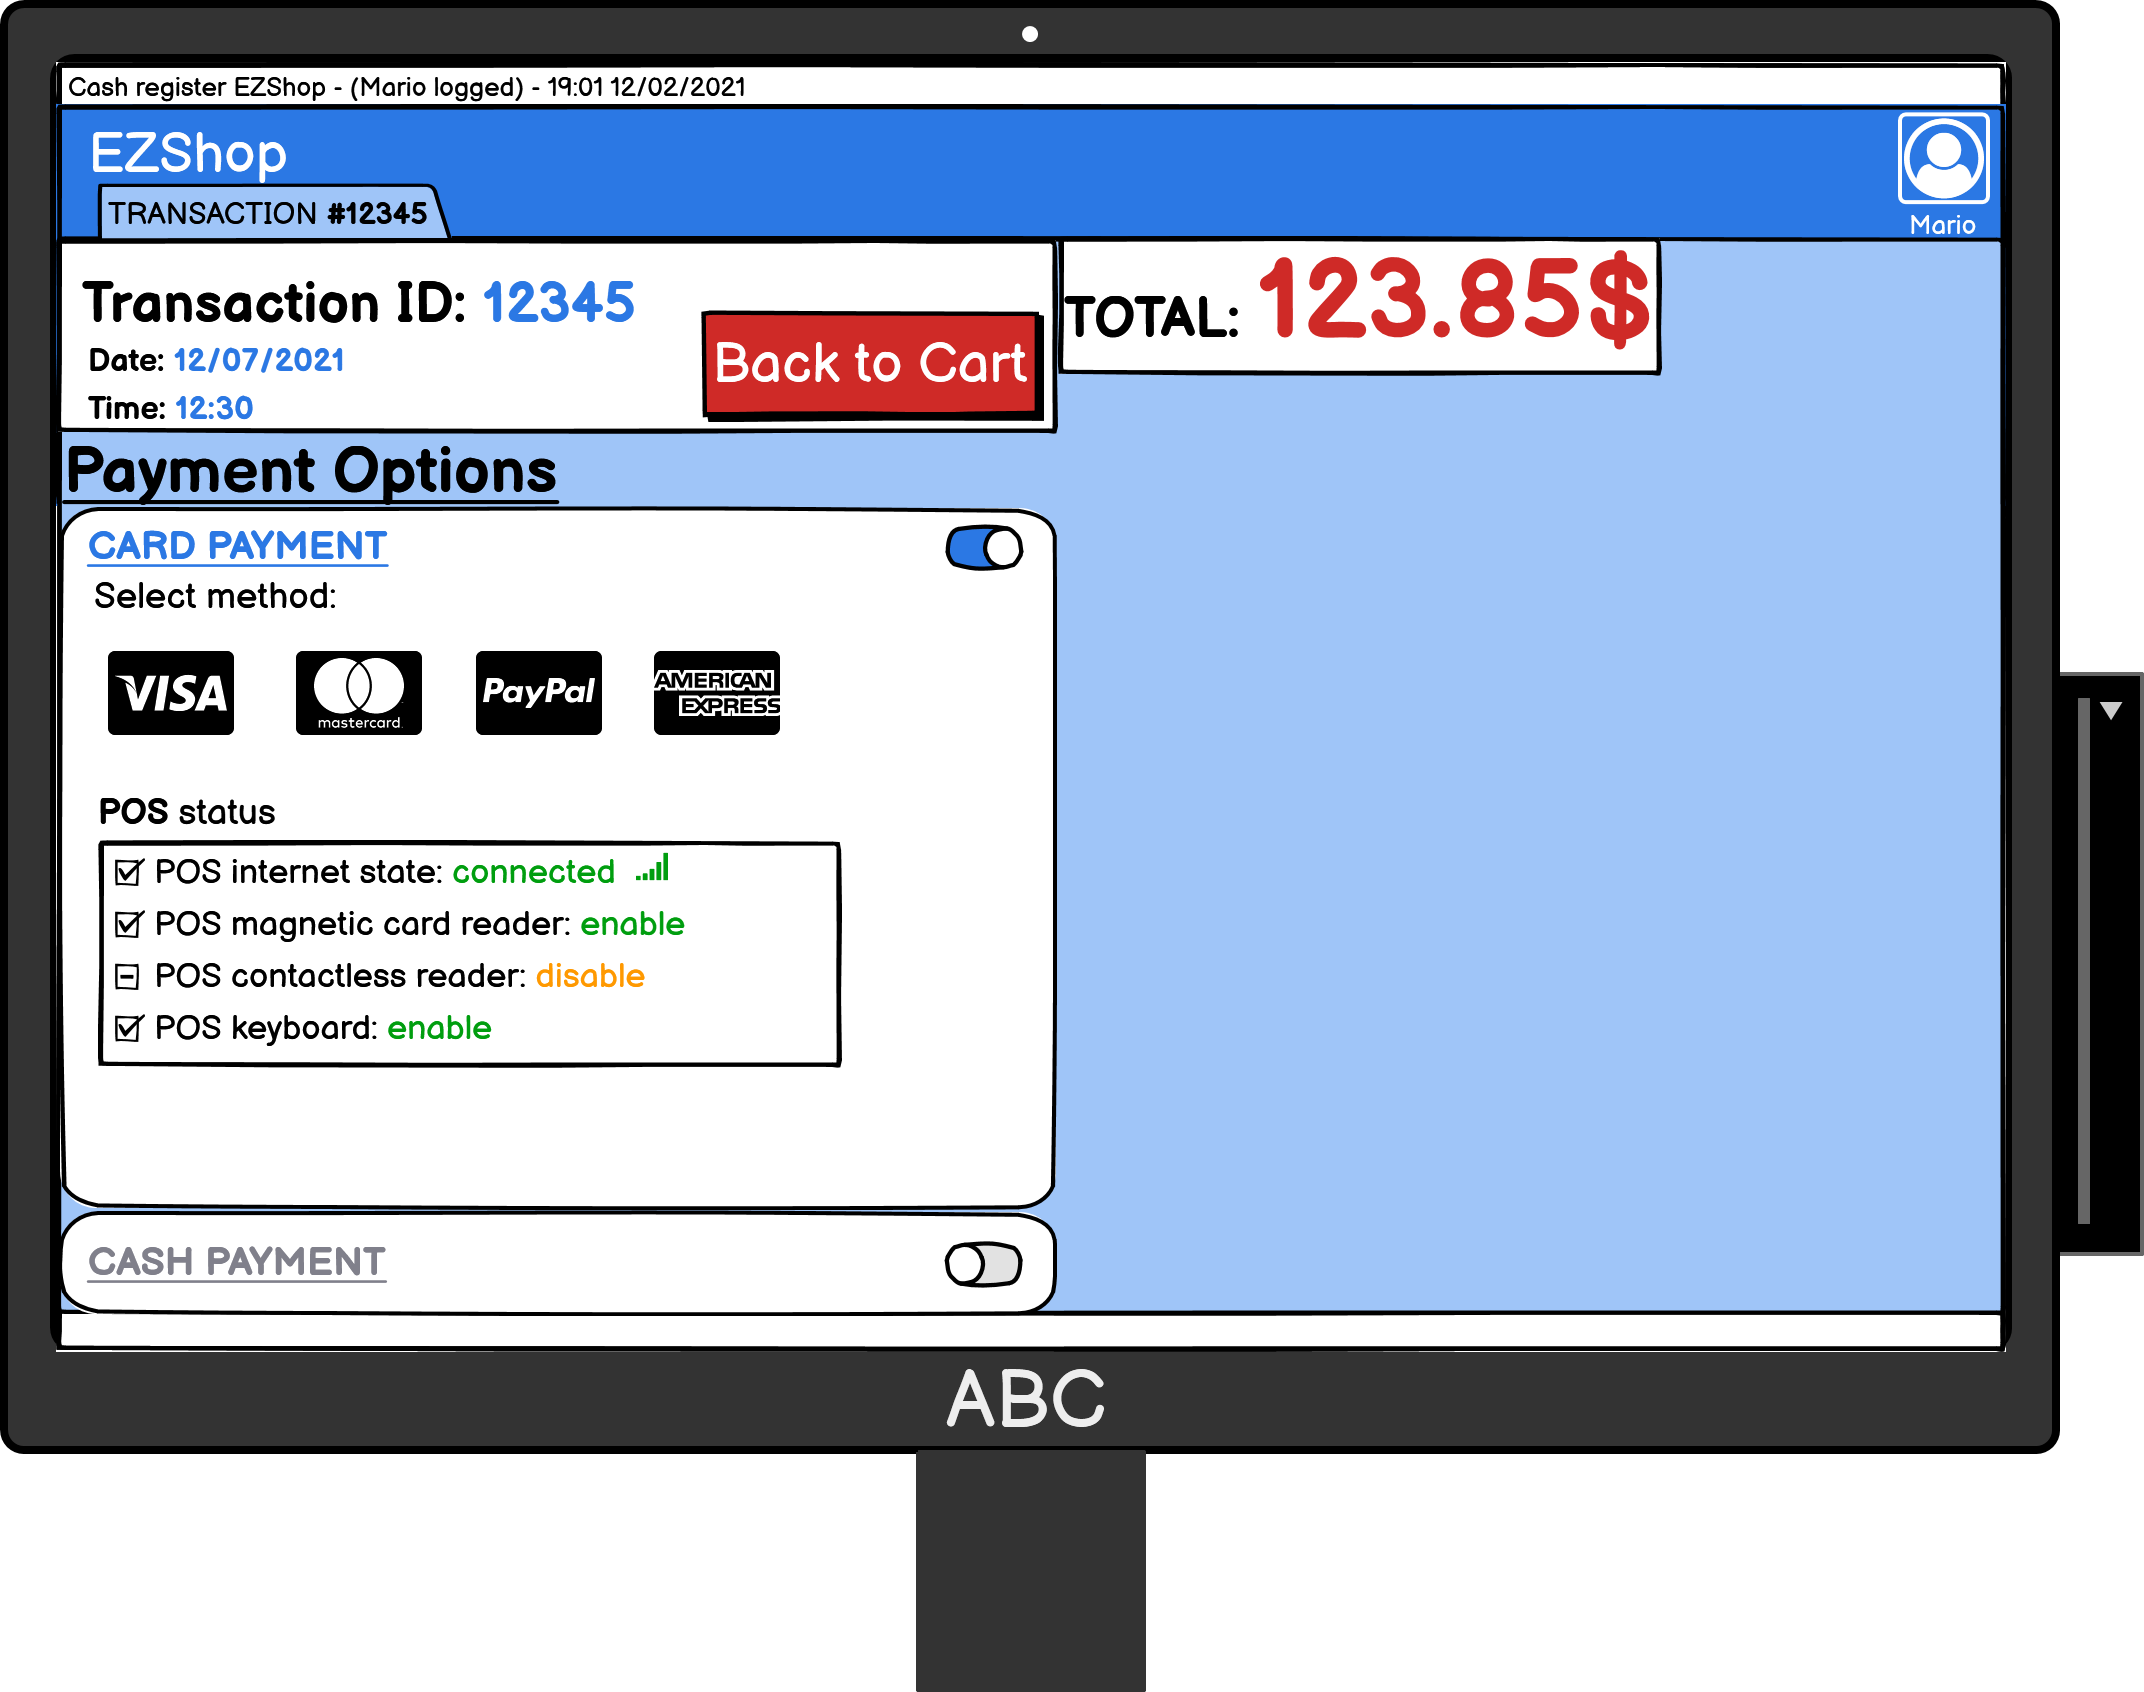 Cash register EZShop - (Mario logged) - 19:01 12/02/2021
EZShop
TRANSACTION #12345
Mario
Transaction ID: 12345
Date: 12/07/2021
Time: 12:30
Back to Cart
TOTAL: 123.85$
Payment Options
CARD PAYMENT
Select method:
VISA
mastercard.
PayPal
AMERICAN
EXPRESS
POS status
POS internet state: connected
POS magnetic card reader: enable
POS contactless reader: disable
POS keyboard: enable
CASH PAYMENT
ABC